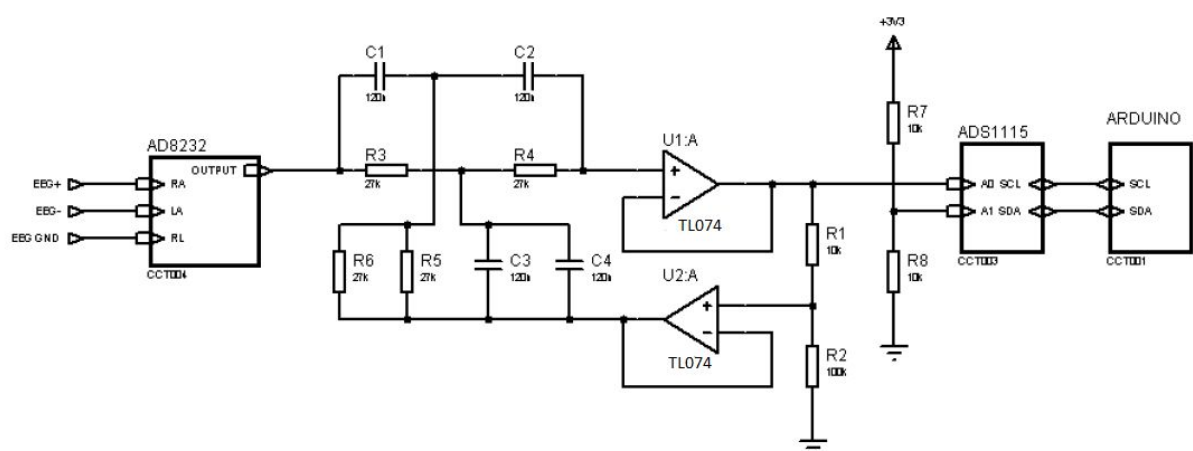 C1
120n
C2
120n
+3V3
R7
10k
AD8232
OUTPUT
EEG+
RA
EEG-
LA
EEG GND
RL
CCT004
R3
27k
R4
27k
U1:A
TL074
ADS1115
A0 SCL
A1 SDA
CCT003
ARDUINO
SCL
SDA
CCT001
R6
27k
R5
27k
C3
120n
C4
120n
U2:A
TL074
R1
10k
R8
10k
R2
100k